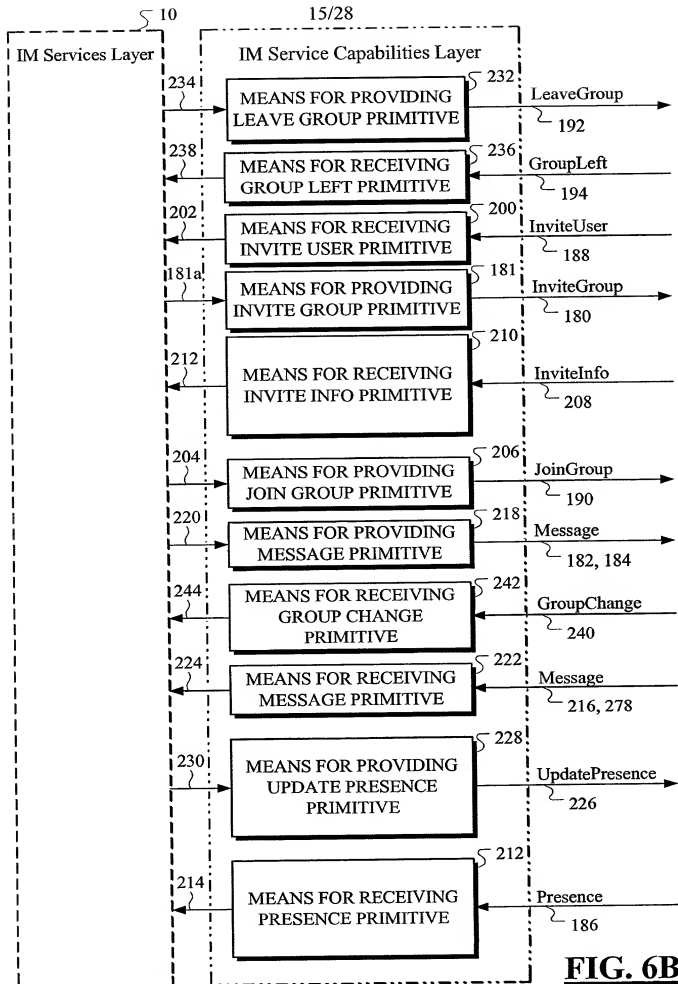 10
15/28
IM Services Layer
IM Service Capabilities Layer
234
232
MEANS FOR PROVIDING
LEAVE GROUP PRIMITIVE
LeaveGroup
192
238
236
MEANS FOR RECEIVING
GROUP LEFT PRIMITIVE
GroupLeft
194
202
200
MEANS FOR RECEIVING
INVITE USER PRIMITIVE
InviteUser
188
181a
181
MEANS FOR PROVIDING
INVITE GROUP PRIMITIVE
InviteGroup
180
212
210
MEANS FOR RECEIVING
INVITE INFO PRIMITIVE
InviteInfo
208
204
206
MEANS FOR PROVIDING
JOIN GROUP PRIMITIVE
JoinGroup
190
220
218
MEANS FOR PROVIDING
MESSAGE PRIMITIVE
Message
182, 184
244
242
MEANS FOR RECEIVING
GROUP CHANGE
PRIMITIVE
GroupChange
240
224
222
MEANS FOR RECEIVING
MESSAGE PRIMITIVE
Message
216, 278
230
228
MEANS FOR PROVIDING
UPDATE PRESENCE
PRIMITIVE
UpdatePresence
226
214
212
MEANS FOR RECEIVING
PRESENCE PRIMITIVE
Presence
186
FIG. 6B